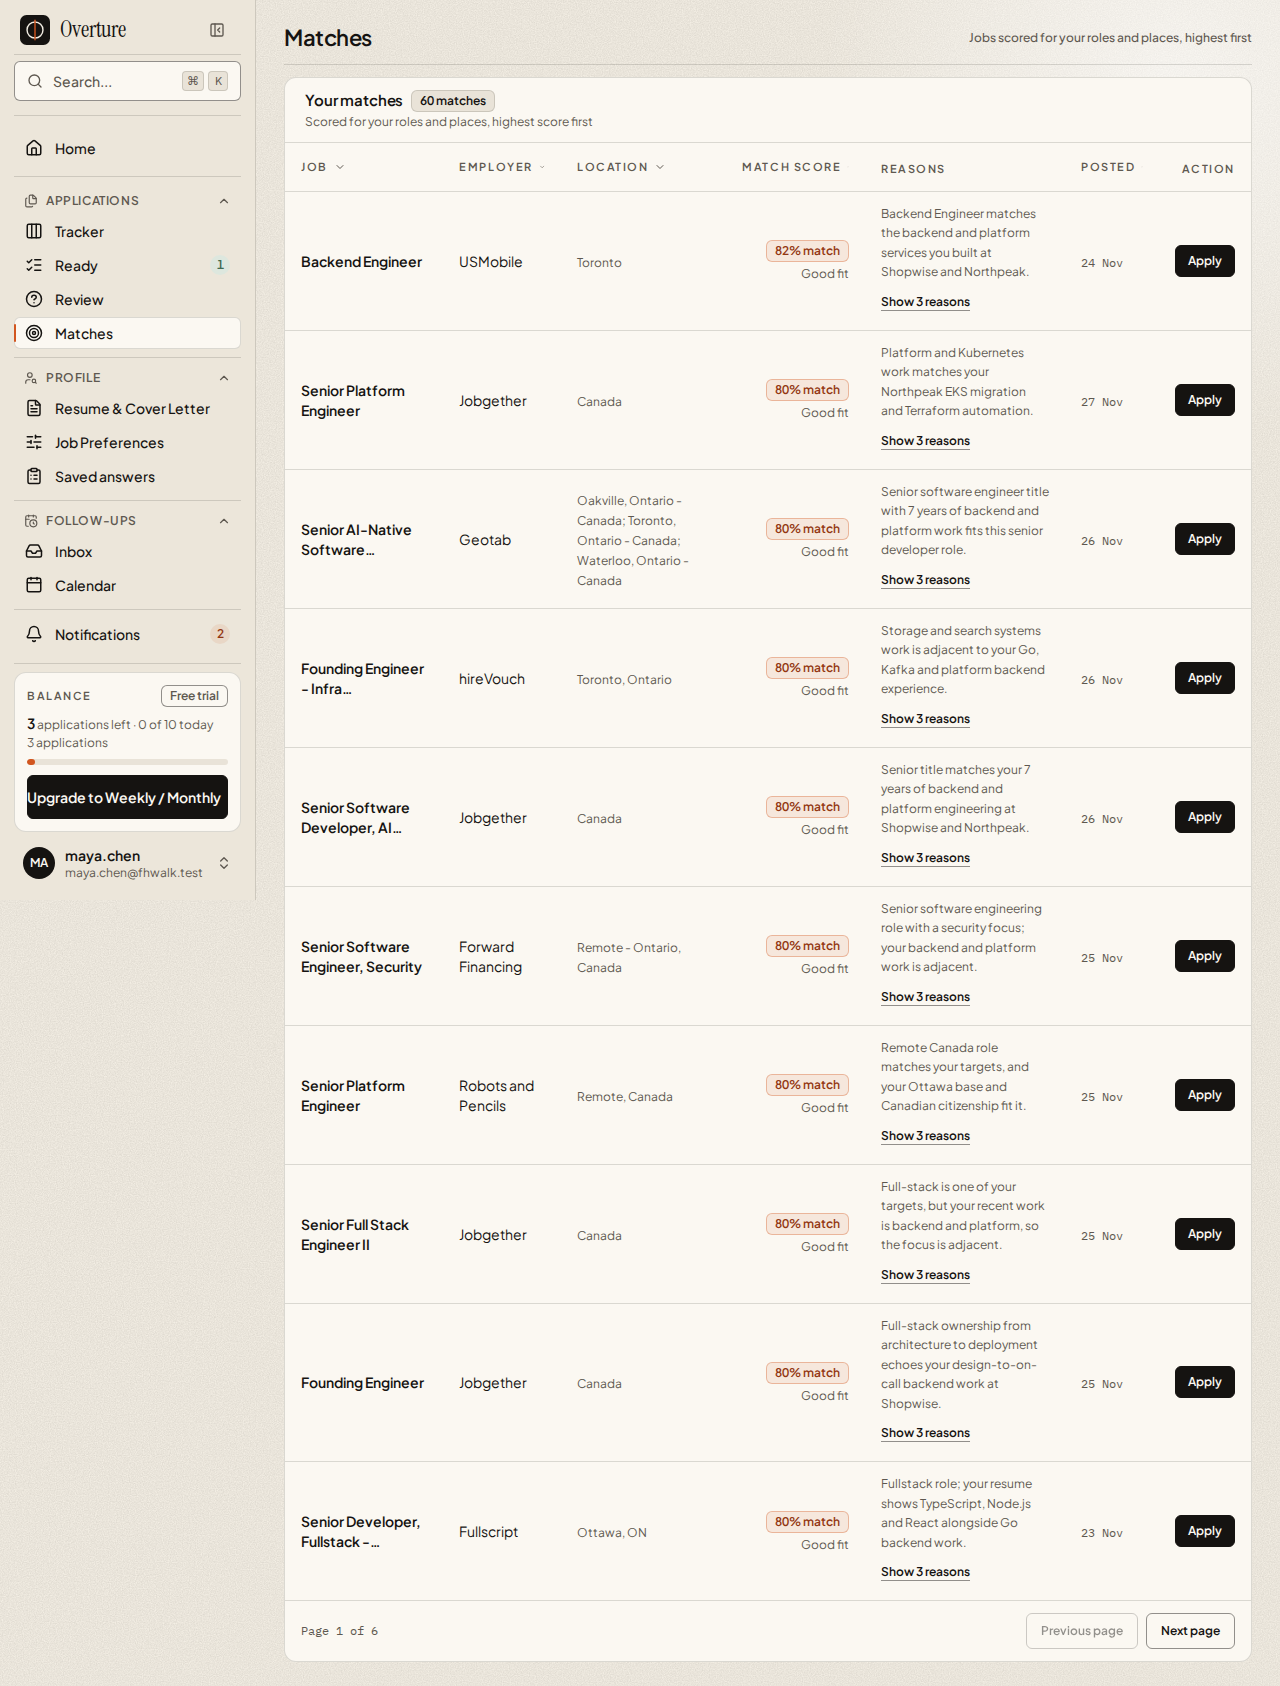 Overture
Search...
⌘ K
Home
APPLICATIONS
Tracker
Ready 1
Review
Matches
PROFILE
Resume & Cover Letter
Job Preferences
Saved answers
FOLLOW-UPS
Inbox
Calendar
Notifications 2
BALANCE Free trial
3 applications left · 0 of 10 today
3 applications
Upgrade to Weekly / Monthly
MA
maya.chen
maya.chen@fhwalk.test
Matches
Jobs scored for your roles and places, highest first
Your matches 60 matches
Scored for your roles and places, highest score first
JOB EMPLOYER LOCATION MATCH SCORE REASONS POSTED ACTION
Backend Engineer
USMobile
Toronto
82% match
Good fit
Backend Engineer matches
the backend and platform
services you built at
Shopwise and Northpeak.
Show 3 reasons
24 Nov
Apply
Senior Platform
Engineer
Jobgether
Canada
80% match
Good fit
Platform and Kubernetes
work matches your
Northpeak EKS migration
and Terraform automation.
Show 3 reasons
27 Nov
Apply
Senior AI-Native
Software...
Geotab
Oakville, Ontario -
Canada; Toronto,
Ontario - Canada;
Waterloo, Ontario -
Canada
80% match
Good fit
Senior software engineer title
with 7 years of backend and
platform work fits this senior
developer role.
Show 3 reasons
26 Nov
Apply
Founding Engineer
- Infra...
hireVouch
Toronto, Ontario
80% match
Good fit
Storage and search systems
work is adjacent to your Go,
Kafka and platform backend
experience.
Show 3 reasons
26 Nov
Apply
Senior Software
Developer, AI...
Jobgether
Canada
80% match
Good fit
Senior title matches your 7
years of backend and
platform engineering at
Shopwise and Northpeak.
Show 3 reasons
26 Nov
Apply
Senior Software
Engineer, Security
Forward
Financing
Remote - Ontario,
Canada
80% match
Good fit
Senior software engineering
role with a security focus;
your backend and platform
work is adjacent.
Show 3 reasons
25 Nov
Apply
Senior Platform
Engineer
Robots and
Pencils
Remote, Canada
80% match
Good fit
Remote Canada role
matches your targets, and
your Ottawa base and
Canadian citizenship fit it.
Show 3 reasons
25 Nov
Apply
Senior Full Stack
Engineer II
Jobgether
Canada
80% match
Good fit
Full-stack is one of your
targets, but your recent work
is backend and platform, so
the focus is adjacent.
Show 3 reasons
25 Nov
Apply
Founding Engineer
Jobgether
Canada
80% match
Good fit
Full-stack ownership from
architecture to deployment
echoes your design-to-on-
call backend work at
Shopwise.
Show 3 reasons
25 Nov
Apply
Senior Developer,
Fullstack -...
Fullscript
Ottawa, ON
80% match
Good fit
Fullstack role; your resume
shows TypeScript, Node.js
and React alongside Go
backend work.
Show 3 reasons
23 Nov
Apply
Page 1 of 6
Previous page
Next page